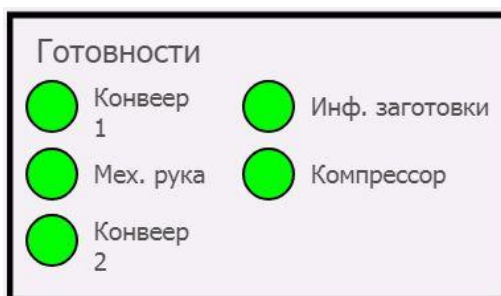 Готовности
Конвеер
1
Инф. заготовки
Мех. рука
Компрессор
Конвеер
2